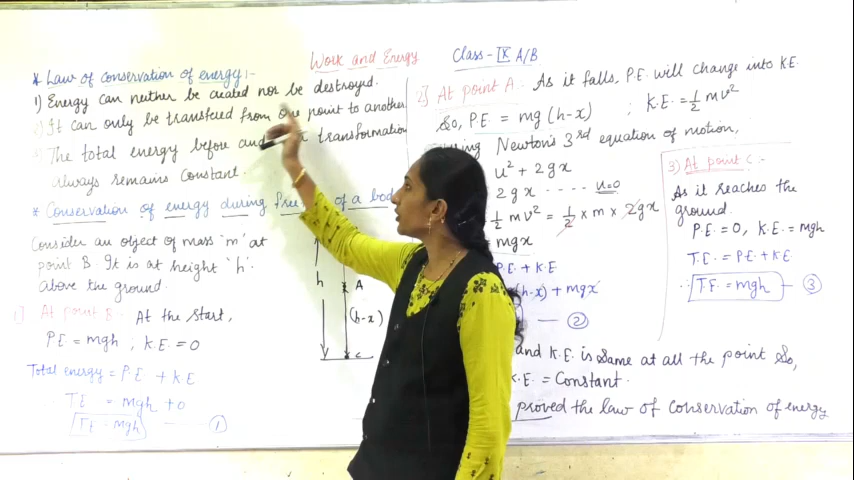 Work and Energy Class-IX A/B
* Law of conservation of energy:-
1) Energy can neither be created nor be destroyd.
2) It can only be transfered from one point to another.
3) The total energy before and transformation
always remains Constant.
* Conservation of energy during free of a bod
Consider an object of mass 'm' at
point B. It is at height 'h'
above the ground.
1] At point B:- At the start,
P.E = mgh ; K.E = 0
Total energy = P.E. + K.E
T.E = mgh + 0
T.E = mgh — ①
h
A
(h-x)
C
2] At point A:- As it falls, P.E. will change into K.E.
So, P.E. = mg (h-x) ; K.E. = 1/2 mv²
Newton's 3rd equation of motion,
u² + 2gx
2gx ---- u=0
1/2 mv² = 1/2 x m x 2gx
mgx
P.E + K.E
(h-x) + mgx
— ②
3) At point C:-
As it reaches the
ground.
P.E. = 0, K.E. = mgh
T.E. = P.E + K.E
∴ T.E. = mgh — ③
and K.E. is Same at all the point So,
K.E. = Constant.
proved the law of Conservation of energy